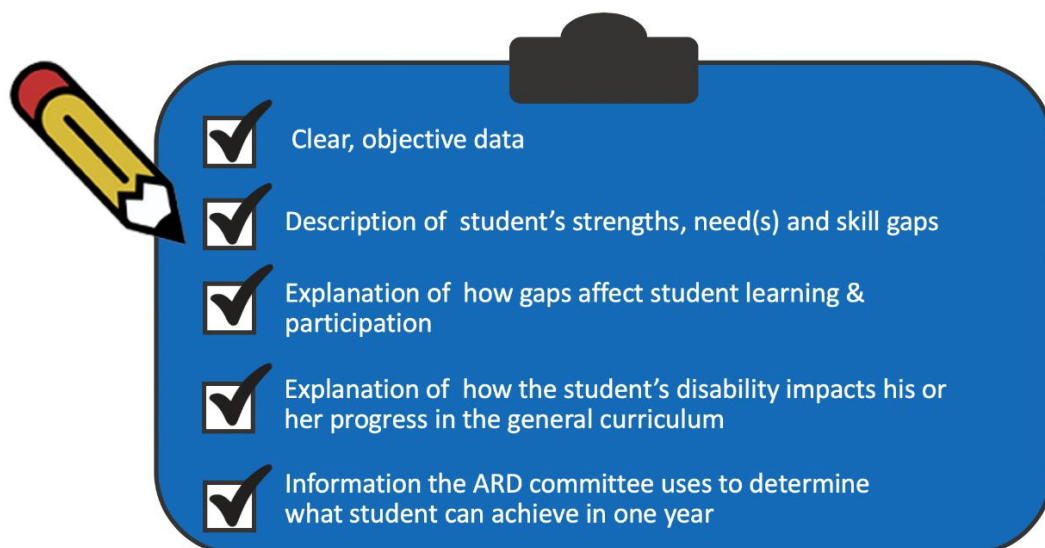 Clear, objective data
Description of student's strengths, need(s) and skill gaps
Explanation of how gaps affect student learning &
participation
Explanation of how the student's disability impacts his or
her progress in the general curriculum
Information the ARD committee uses to determine
what student can achieve in one year